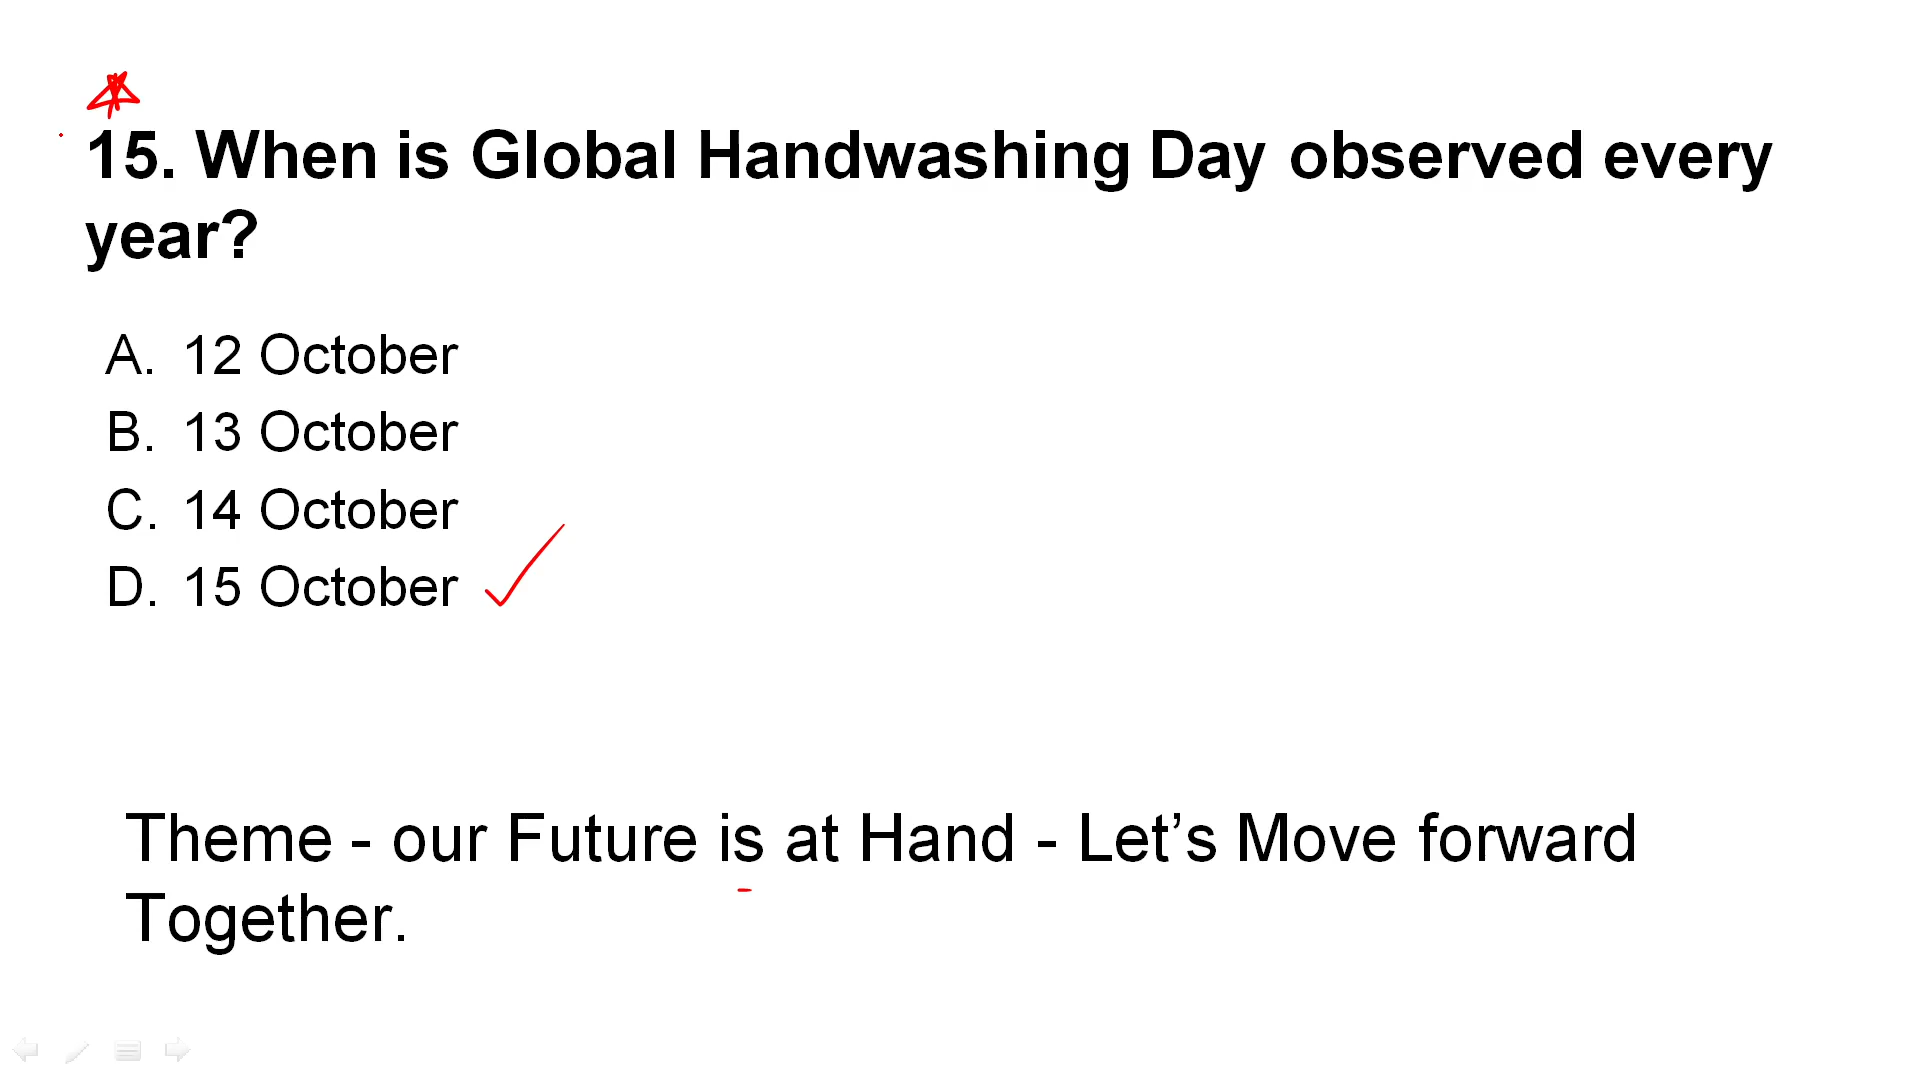 15. When is Global Handwashing Day observed every
year?
A. 12 October
B. 13 October
C. 14 October
D. 15 October
Theme - our Future is at Hand - Let’s Move forward
Together.